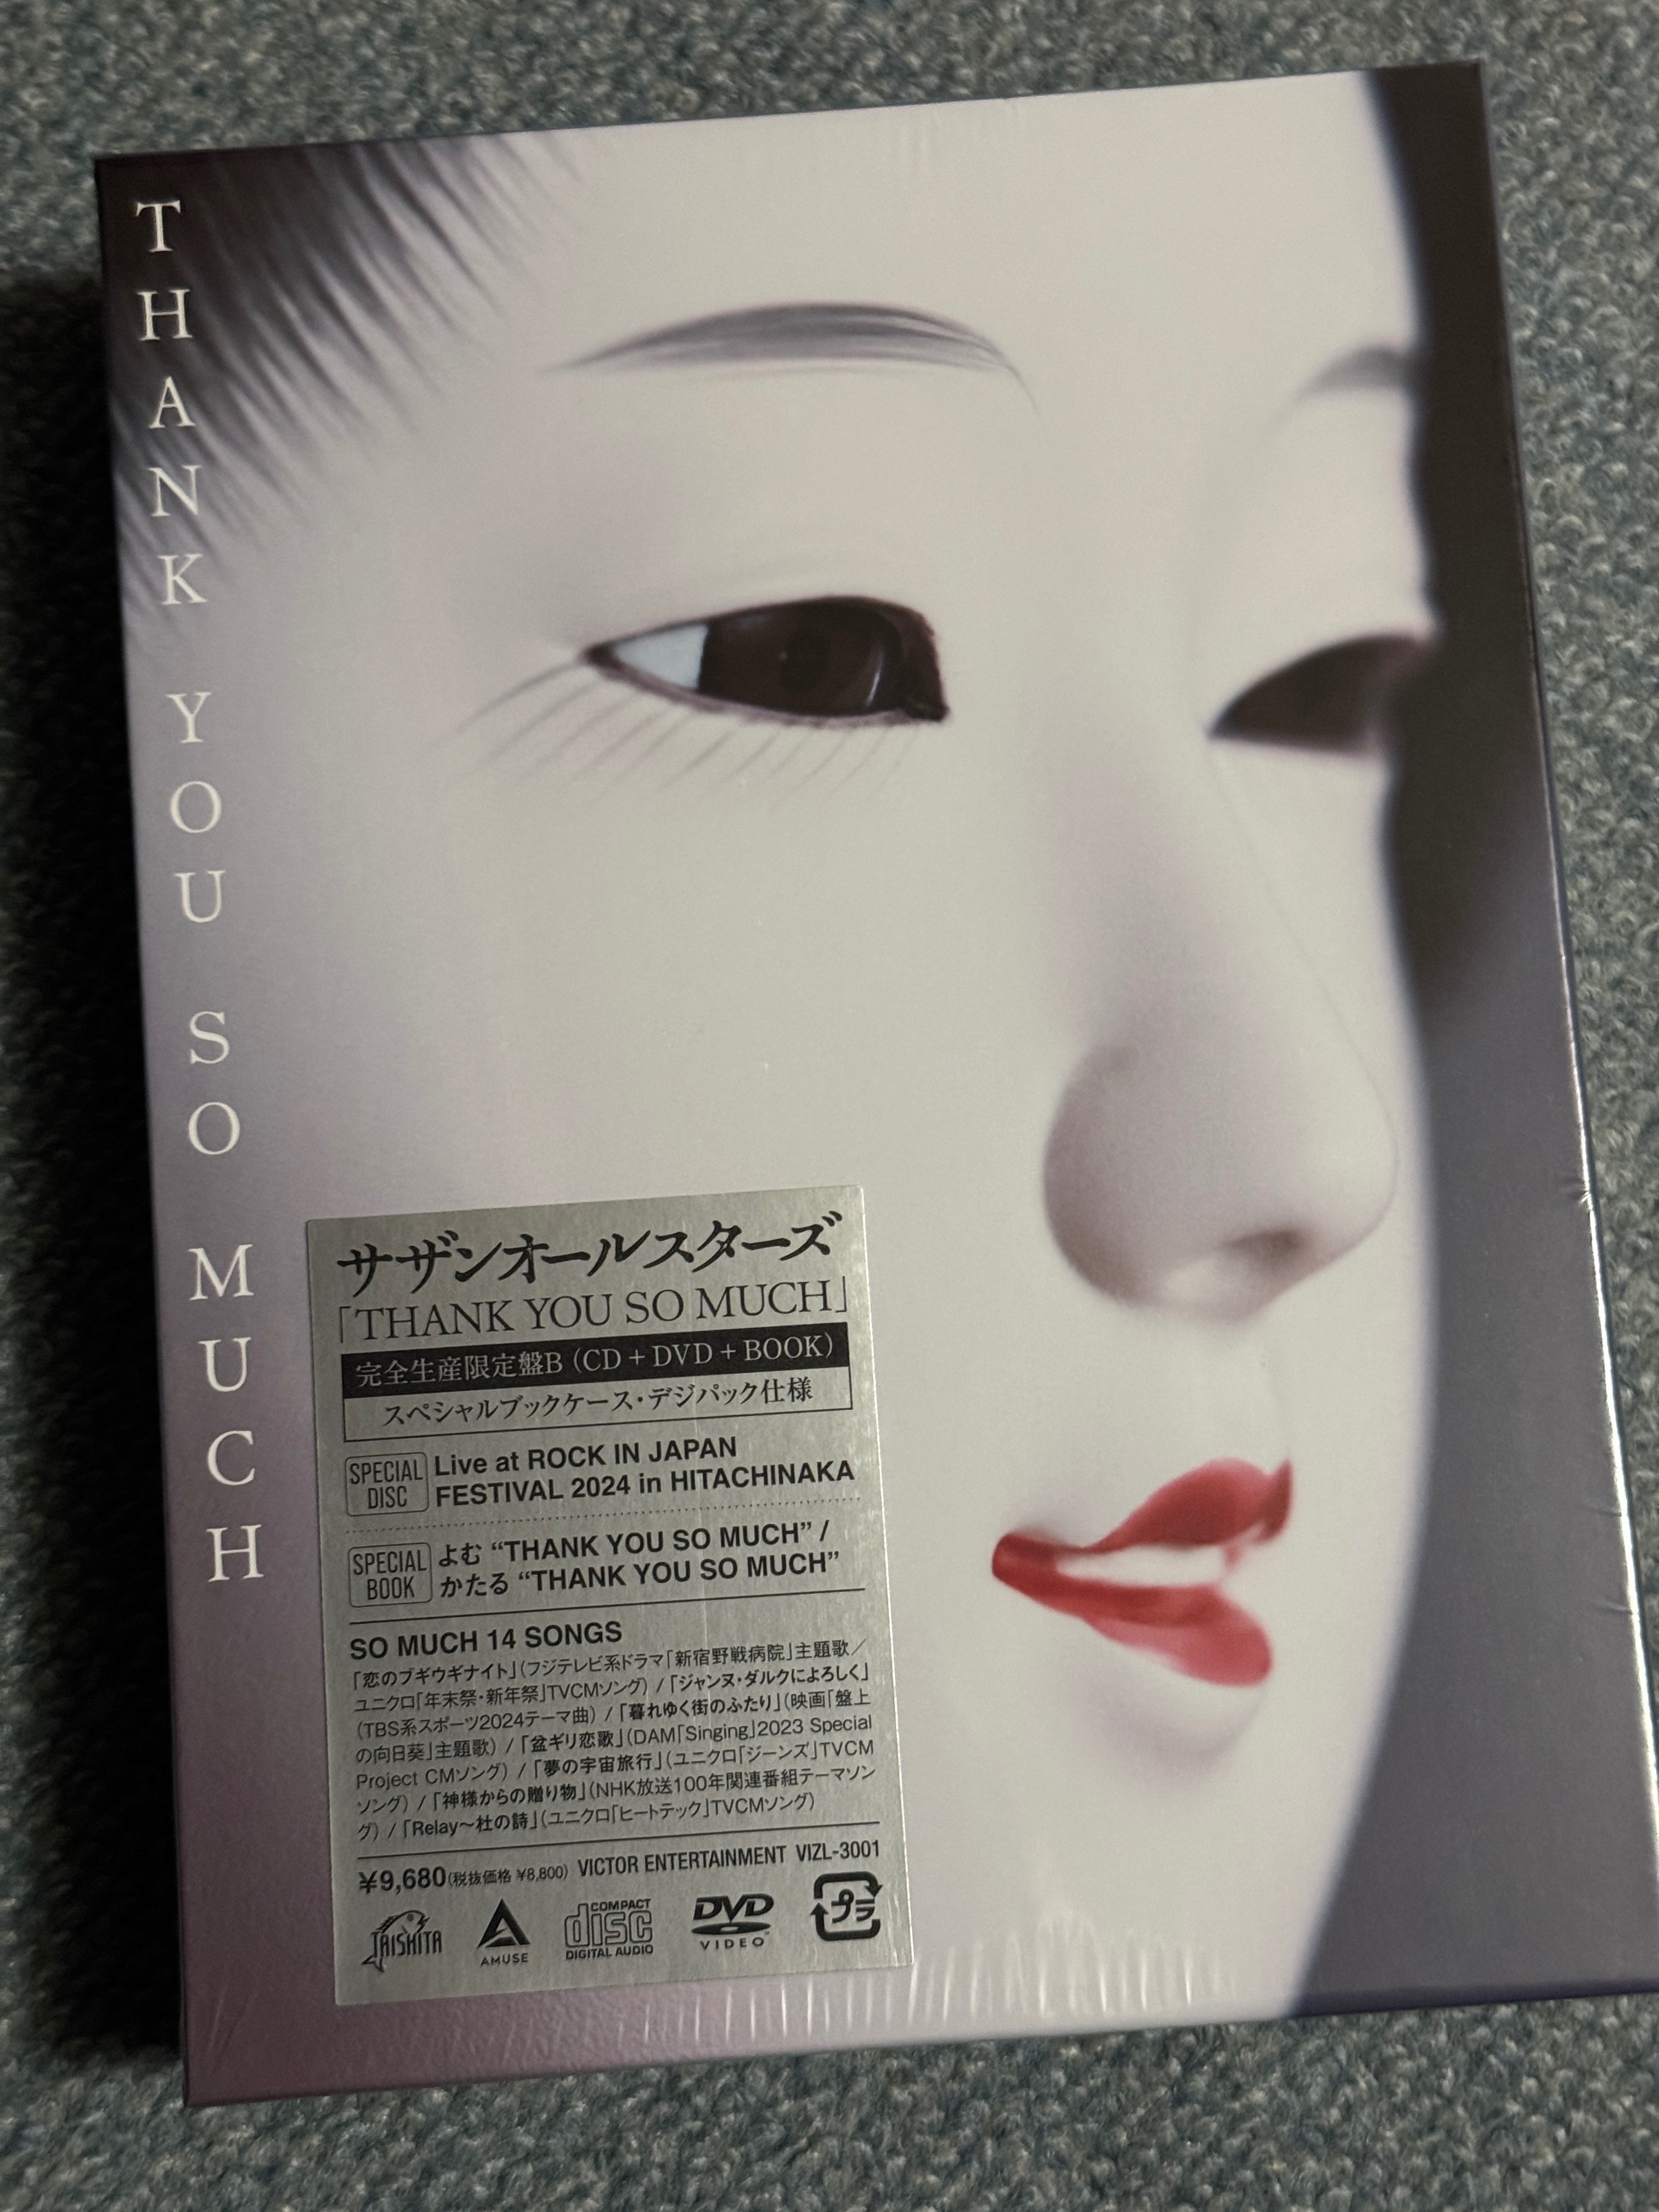 THANK YOU SO MUCH
サザンオールスターズ
「THANK YOU SO MUCH」
完全生産限定盤B（CD + DVD + BOOK）
スペシャルブックケース・デジパック仕様
SPECIAL DISC
Live at ROCK IN JAPAN
FESTIVAL 2024 in HITACHINAKA
SPECIAL BOOK
よむ “THANK YOU SO MUCH” /
かたる “THANK YOU SO MUCH”
SO MUCH 14 SONGS
「恋のブギウギナイト」（フジテレビ系ドラマ「新宿野戦病院」主題歌／
ユニクロ「年末祭・新年祭」TVCMソング） / 「ジャンヌ・ダルクによろしく」
（TBS系スポーツ2024テーマ曲） / 「暮れゆく街のふたり」（映画「盤上
の向日葵」主題歌） / 「盆ギリ恋歌」（DAM「Singing」2023 Special
Project CMソング） / 「夢の宇宙旅行」（ユニクロ「ジーンズ」TVCM
ソング） / 「神様からの贈り物」（NHK放送100年関連番組テーマソン
グ） / 「Relay〜杜の詩」（ユニクロ「ヒートテック」TVCMソング）
¥9,680（税抜価格 ¥8,800） VICTOR ENTERTAINMENT VIZL-3001
TAISHITA
AMUSE
COMPACT
disc
DIGITAL AUDIO
DVD
VIDEO™
プラ